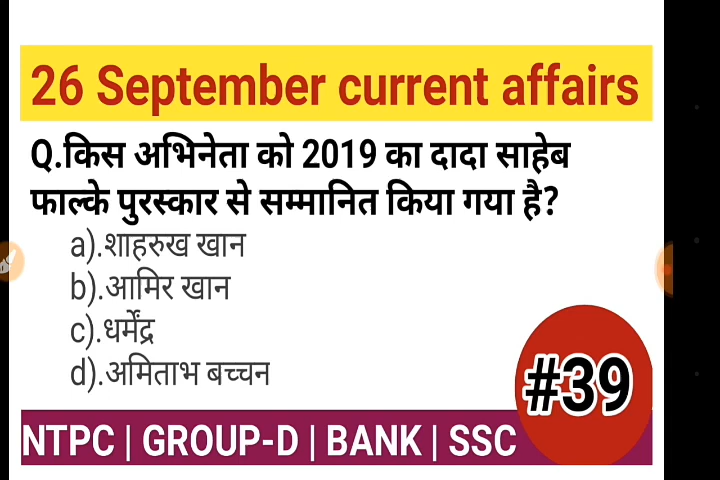 26 September current affairs
Q.किस अभिनेता को 2019 का दादा साहेब
फाल्के पुरस्कार से सम्मानित किया गया है?
a).शाहरुख खान
b).आमिर खान
c).धर्मेंद्र
d).अमिताभ बच्चन
#39
NTPC | GROUP-D | BANK | SSC